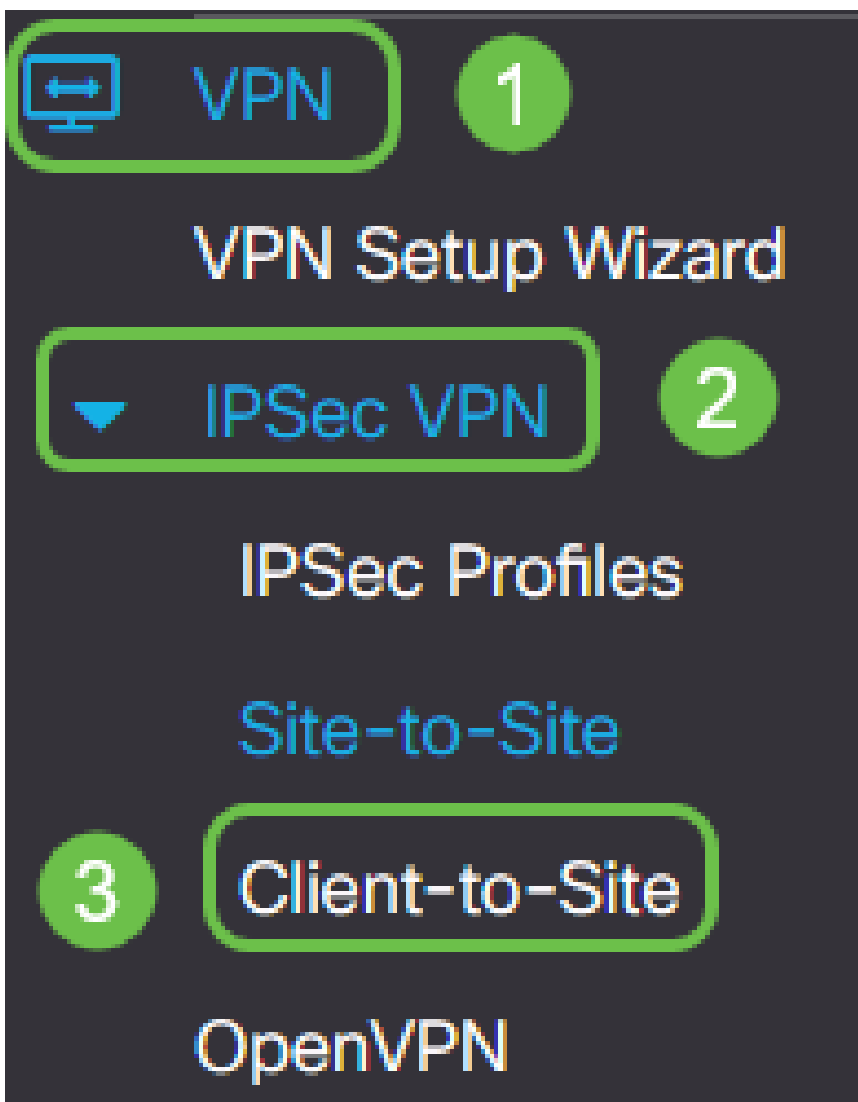 VPN 1
VPN Setup Wizard
IPSec VPN 2
IPSec Profiles
Site-to-Site
3 Client-to-Site
OpenVPN